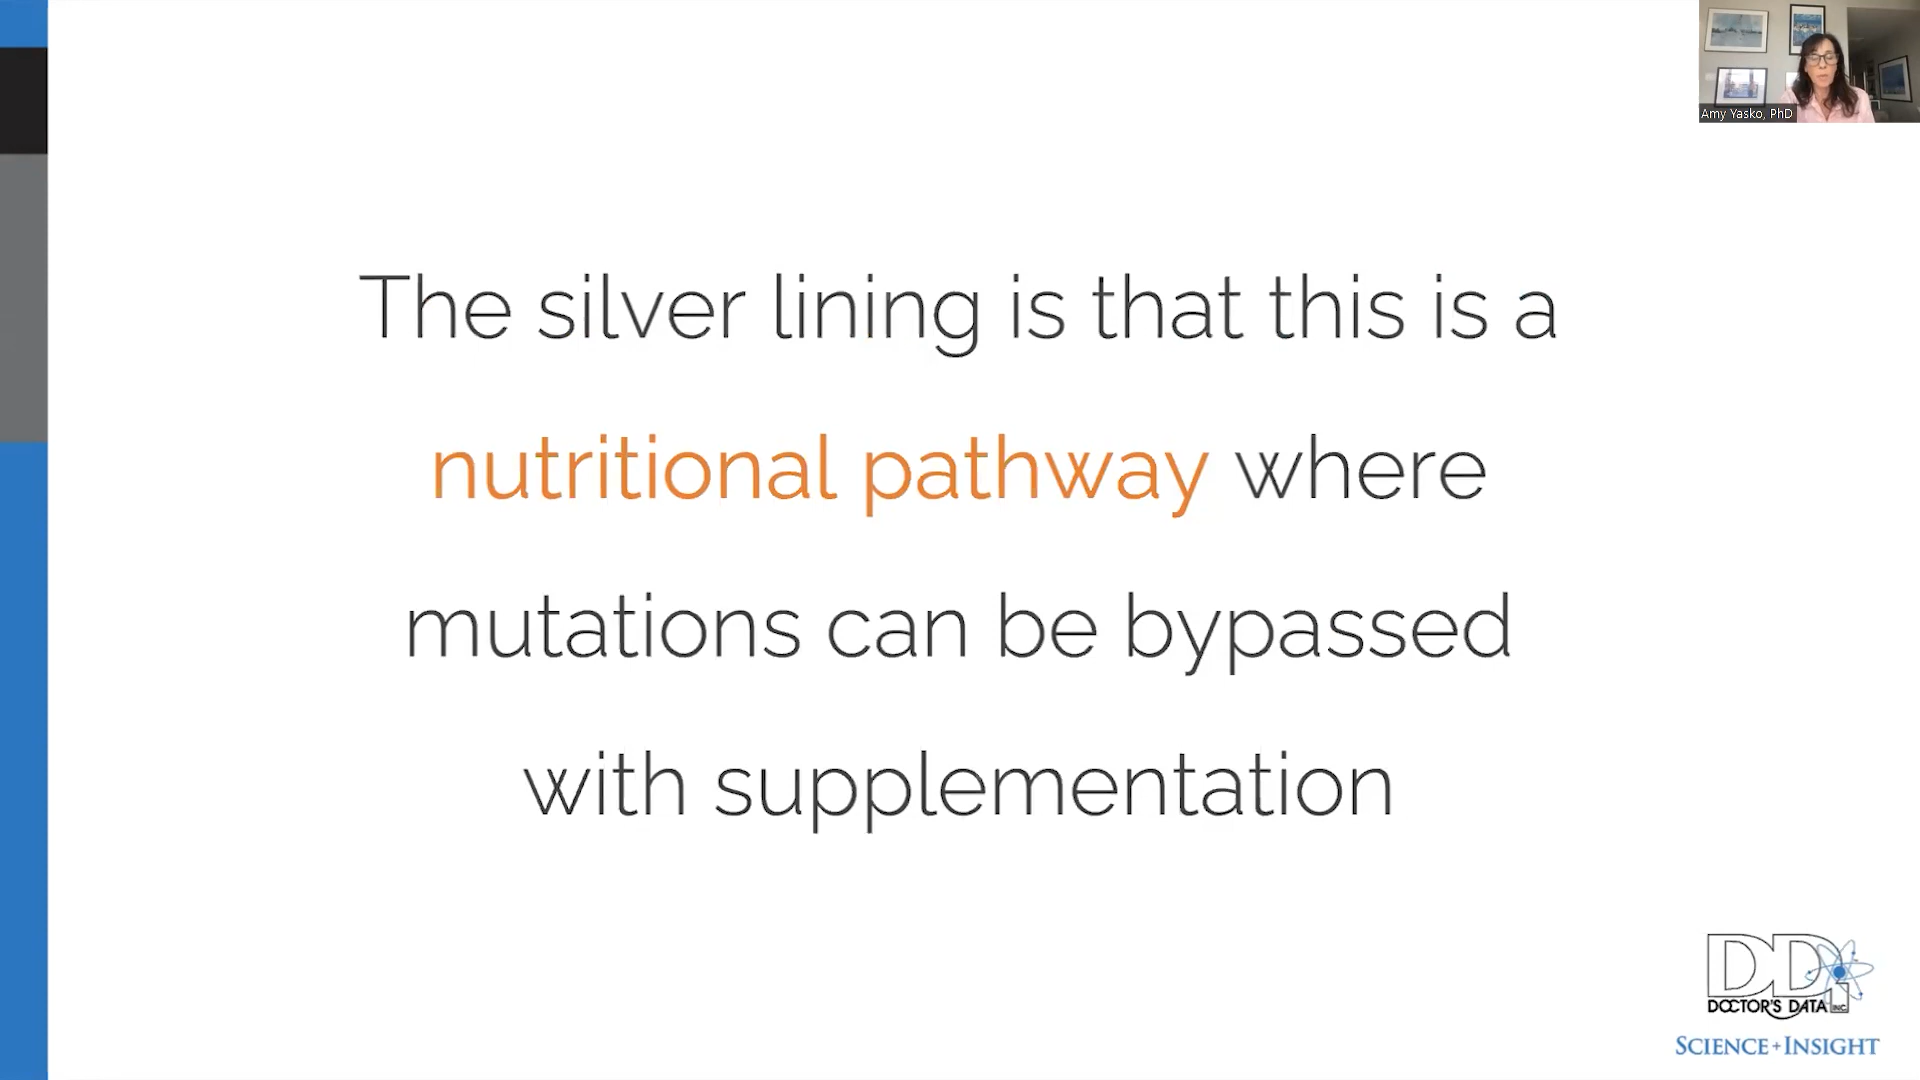 Amy Yasko, PhD
The silver lining is that this is a
nutritional pathway where
mutations can be bypassed
with supplementation
DDI
DOCTOR'S DATA INC.
SCIENCE+INSIGHT